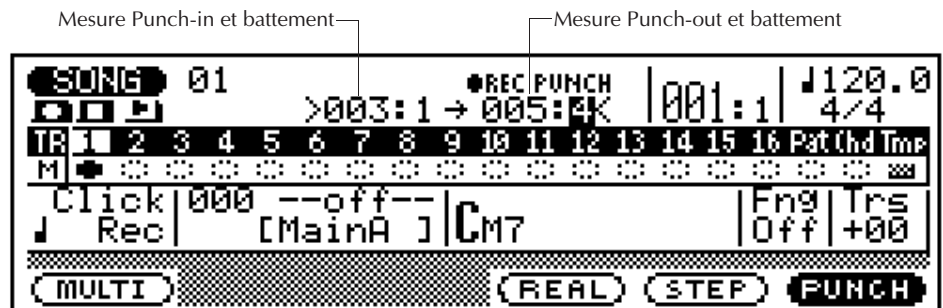 Mesure Punch-in et battement Mesure Punch-out et battement
SONG 01 ●REC PUNCH 001:1 ♩120.0
>003:1→005:4< 4/4
TR 1 2 3 4 5 6 7 8 9 10 11 12 13 14 15 16 Pat Chd Tmp
M
Click 000 --off-- CM7 Fng Trs
♩ Rec [MainA ] Off +00
MULTI REAL STEP PUNCH